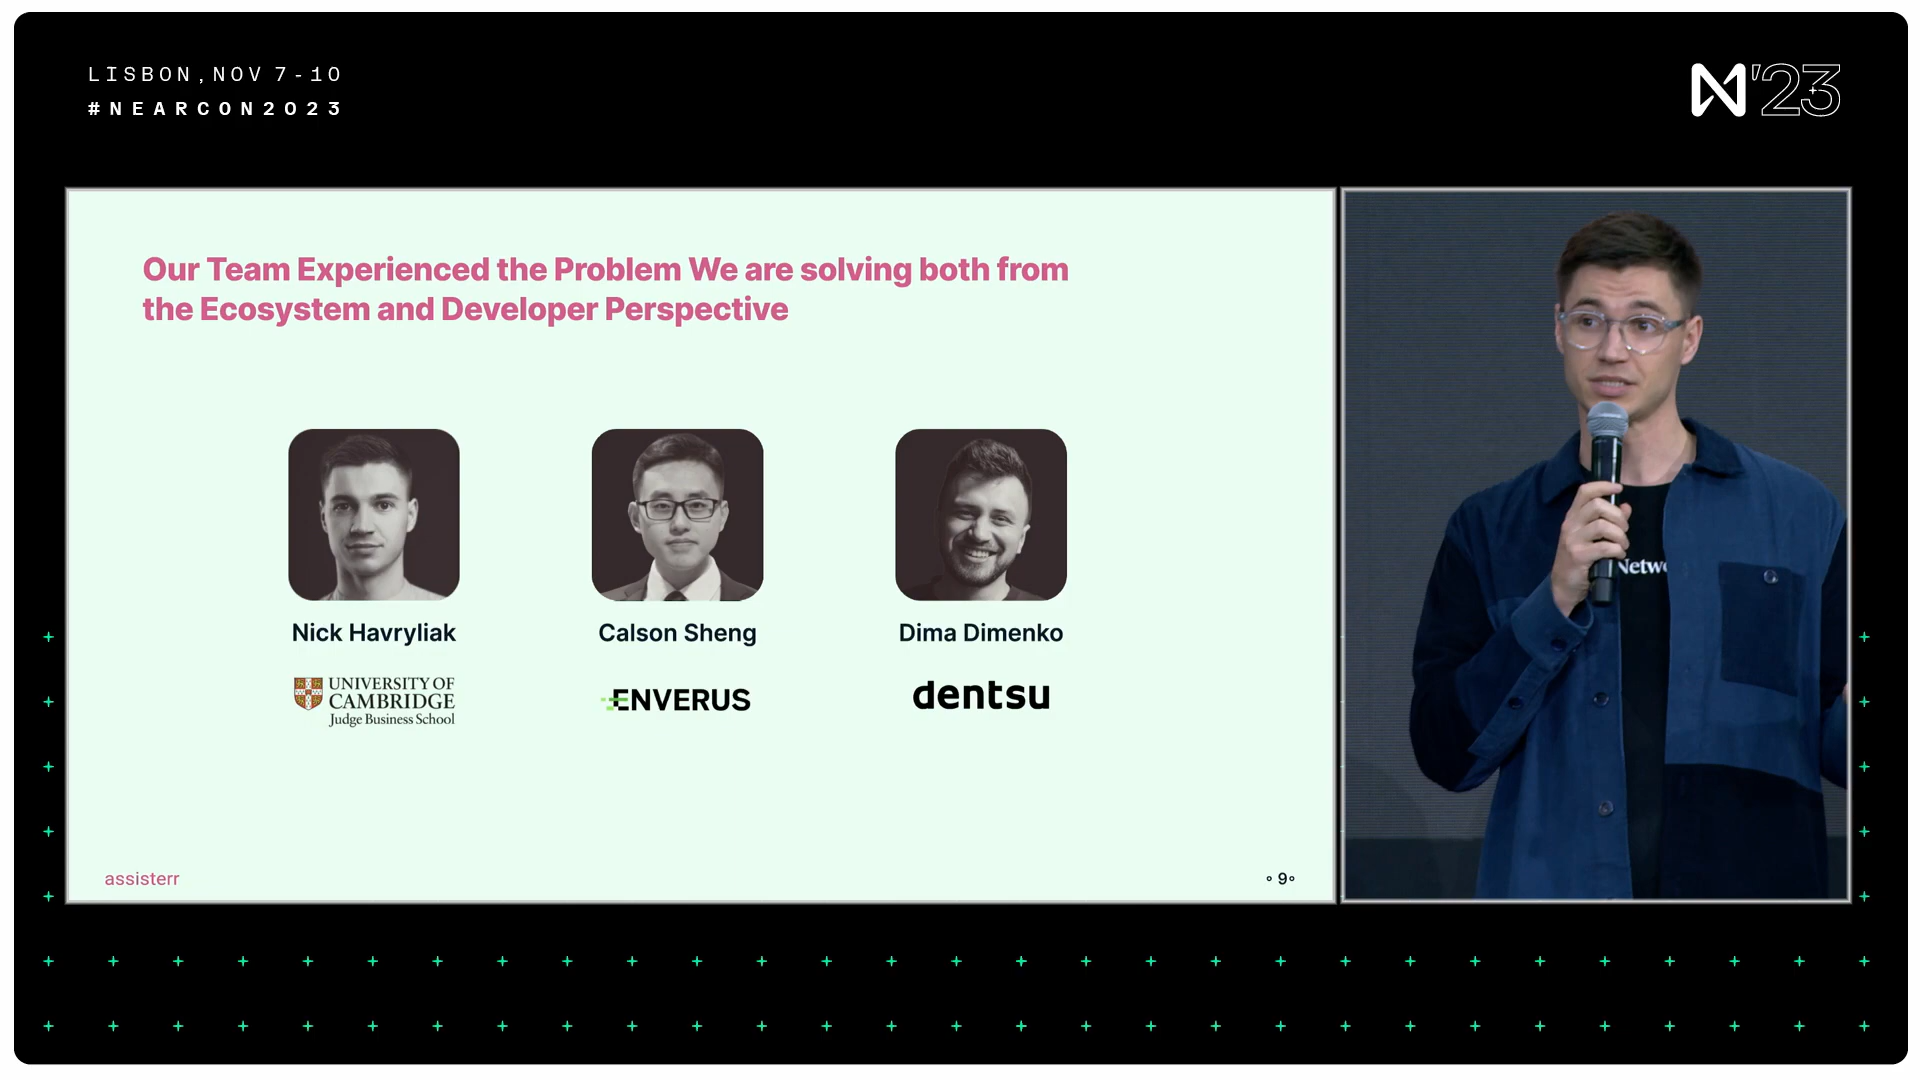 LISBON, NOV 7-10
#NEARCON2023
N'23
Our Team Experienced the Problem We are solving both from
the Ecosystem and Developer Perspective
Nick Havryliak
Calson Sheng
Dima Dimenko
UNIVERSITY OF
CAMBRIDGE
Judge Business School
ENVERUS
dentsu
assisterr
9